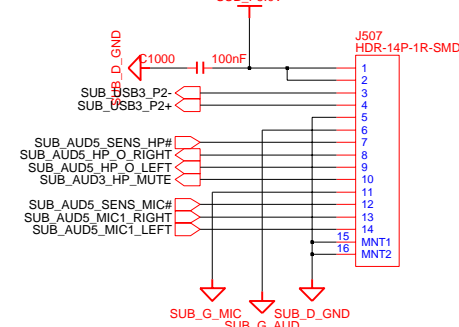 SUB_D_GND
C1000
100nF
J507
HDR-14P-1R-SMD
1
2
SUB_USB3_P2-
3
SUB_USB3_P2+
4
5
6
SUB_AUD5_SENS_HP#
7
SUB_AUD5_HP_O_RIGHT
8
SUB_AUD5_HP_O_LEFT
9
SUB_AUD3_HP_MUTE
10
11
SUB_AUD5_SENS_MIC#
12
SUB_AUD5_MIC1_RIGHT
13
SUB_AUD5_MIC1_LEFT
14
15
MNT1
16
MNT2
SUB_G_MIC
SUB_G_AUD
SUB_D_GND